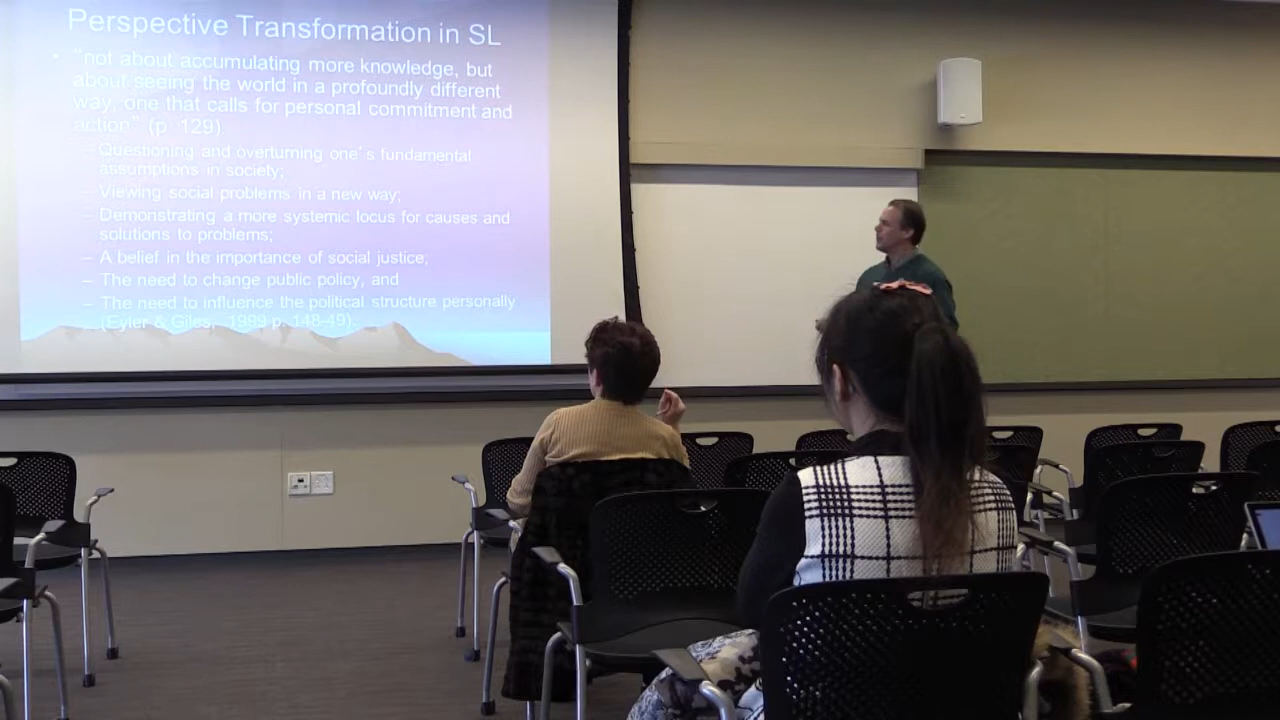 Perspective Transformation in SL
• “not about accumulating more knowledge, but
about seeing the world in a profoundly different
way, one that calls for personal commitment and
action” (p. 129).
– Questioning and overturning one’s fundamental
assumptions in society;
– Viewing social problems in a new way;
– Demonstrating a more systemic locus for causes and
solutions to problems;
– A belief in the importance of social justice;
– The need to change public policy, and
– The need to influence the political structure personally
(Eyler & Giles, 1999 p. 148-49).